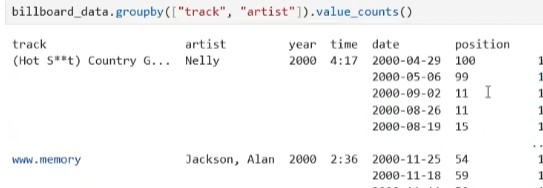 billboard_data.groupby(["track", "artist"]).value_counts()
track artist year time date position
(Hot S**t) Country G... Nelly 2000 4:17 2000-04-29 100 1
2000-05-06 99 1
2000-09-02 11 1
2000-08-26 11 1
2000-08-19 15 1
..
www.memory Jackson, Alan 2000 2:36 2000-11-25 54 1
2000-11-18 59 1